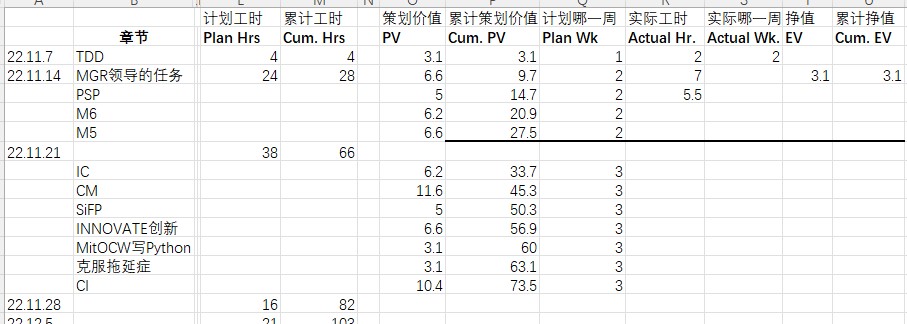 A B L M N O P Q R S T U
计划工时 累计工时 策划价值 累计策划价值 计划哪一周 实际工时 实际哪一周 挣值 累计挣值
章节 Plan Hrs Cum. Hrs PV Cum. PV Plan Wk Actual Hr. Actual Wk. EV Cum. EV
22.11.7 TDD 4 4 3.1 3.1 1 2 2
22.11.14 MGR领导的任务 24 28 6.6 9.7 2 7 3.1 3.1
PSP 5 14.7 2 5.5
M6 6.2 20.9 2
M5 6.6 27.5 2
22.11.21 38 66
IC 6.2 33.7 3
CM 11.6 45.3 3
SiFP 5 50.3 3
INNOVATE创新 6.6 56.9 3
MitOCW写Python 3.1 60 3
克服拖延症 3.1 63.1 3
CI 10.4 73.5 3
22.11.28 16 82
22.12.5 21 103